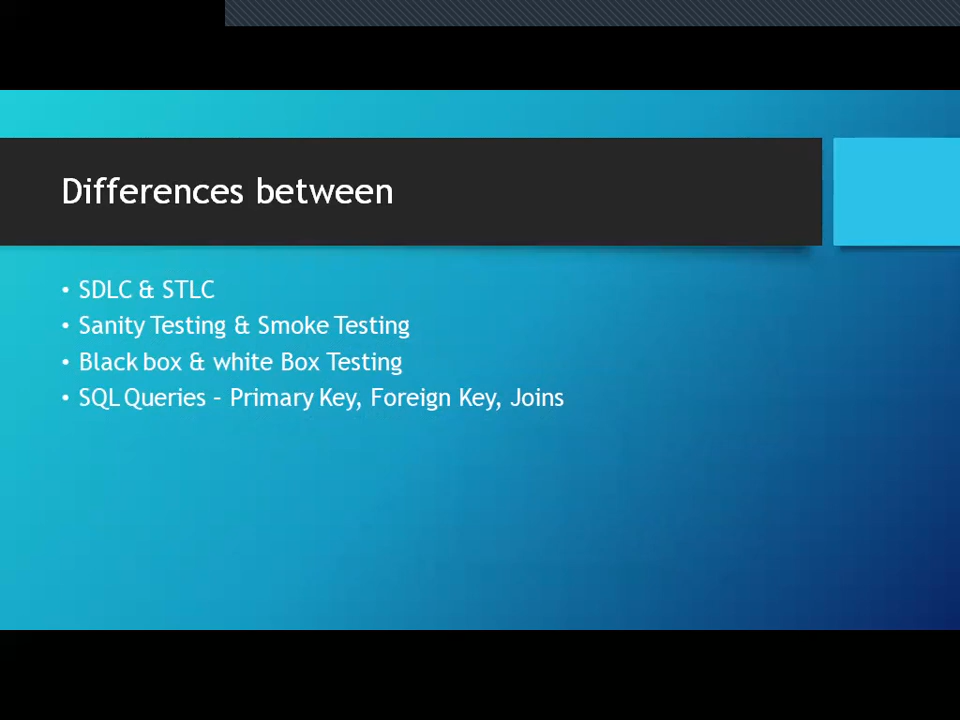 Differences between
• SDLC & STLC
• Sanity Testing & Smoke Testing
• Black box & white Box Testing
• SQL Queries – Primary Key, Foreign Key, Joins